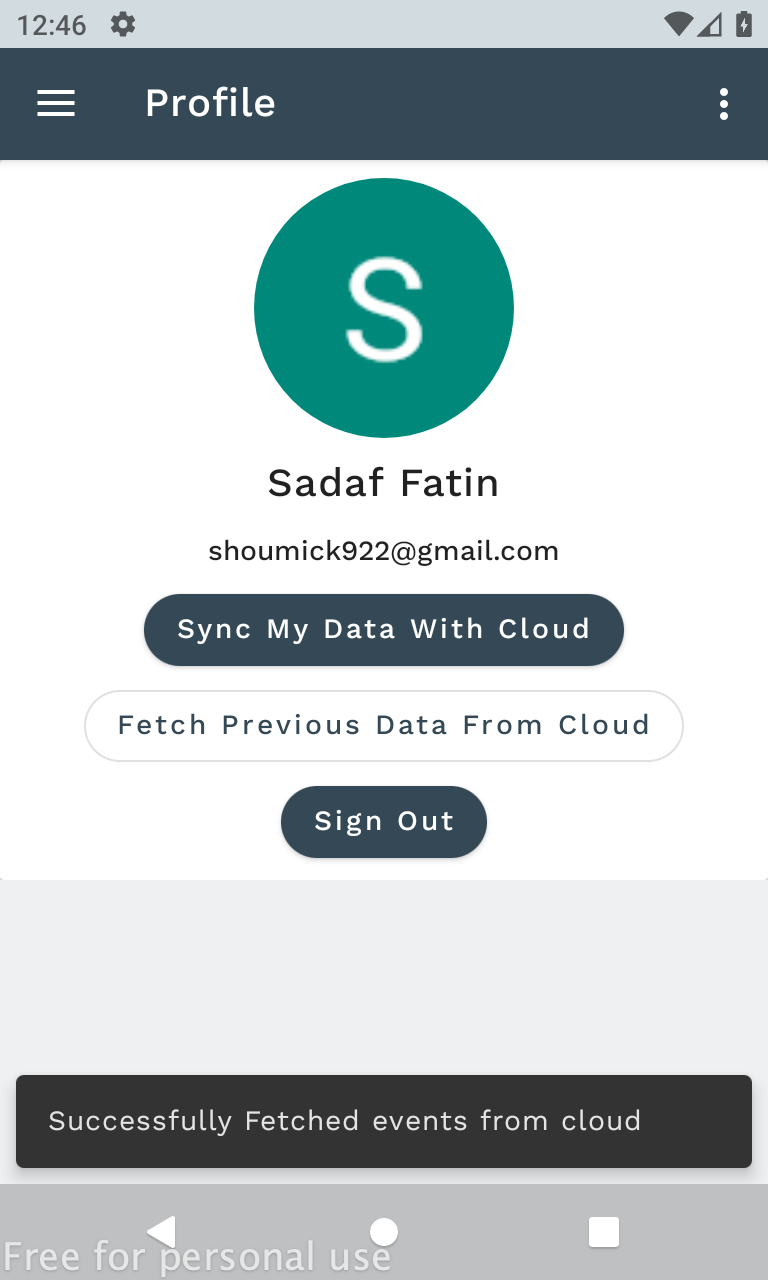 12:46
Profile
S
Sadaf Fatin
shoumick922@gmail.com
Sync My Data With Cloud
Fetch Previous Data From Cloud
Sign Out
Successfully Fetched events from cloud
Free for personal use